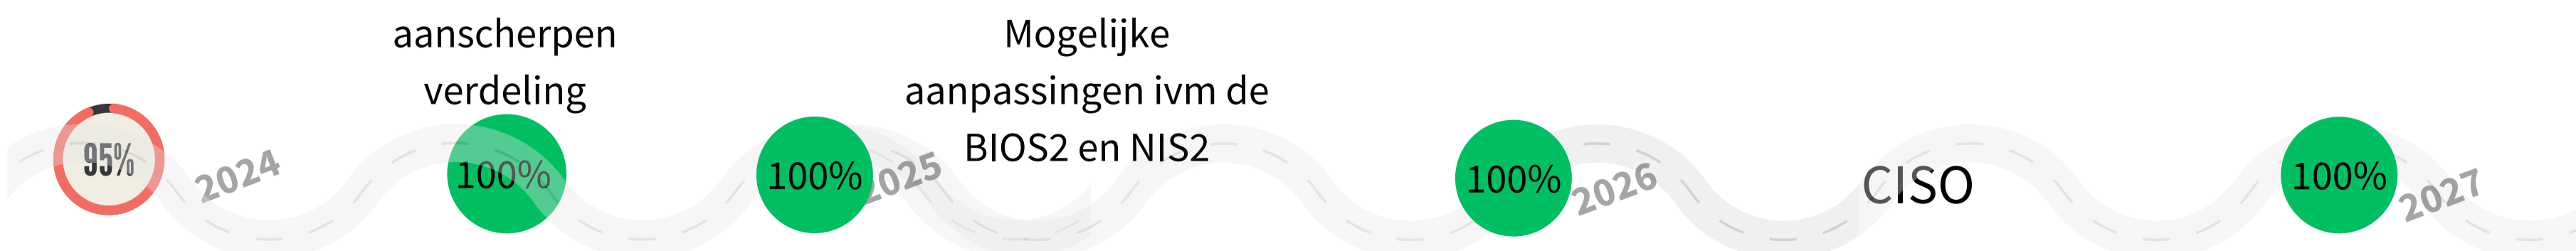 aanscherpen
verdeling
Mogelijke
aanpassingen ivm de
BIOS2 en NIS2
95%
2024
100%
100%
2025
100%
2026
CISO
100%
2027